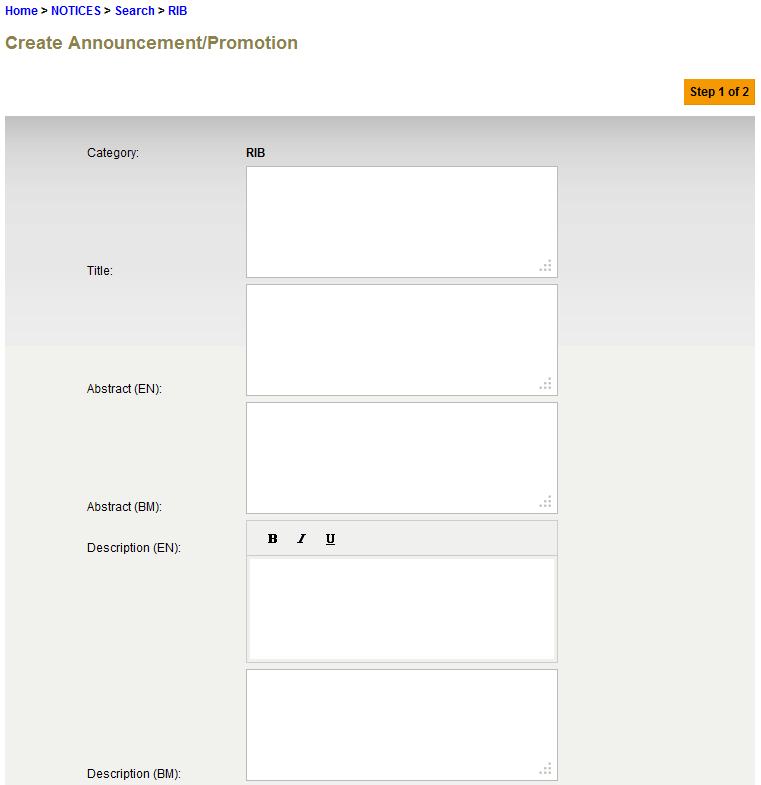 Home > NOTICES > Search > RIB
Create Announcement/Promotion
Step 1 of 2
Category: RIB
Title:
Abstract (EN):
Abstract (BM):
Description (EN): B I U
Description (BM):